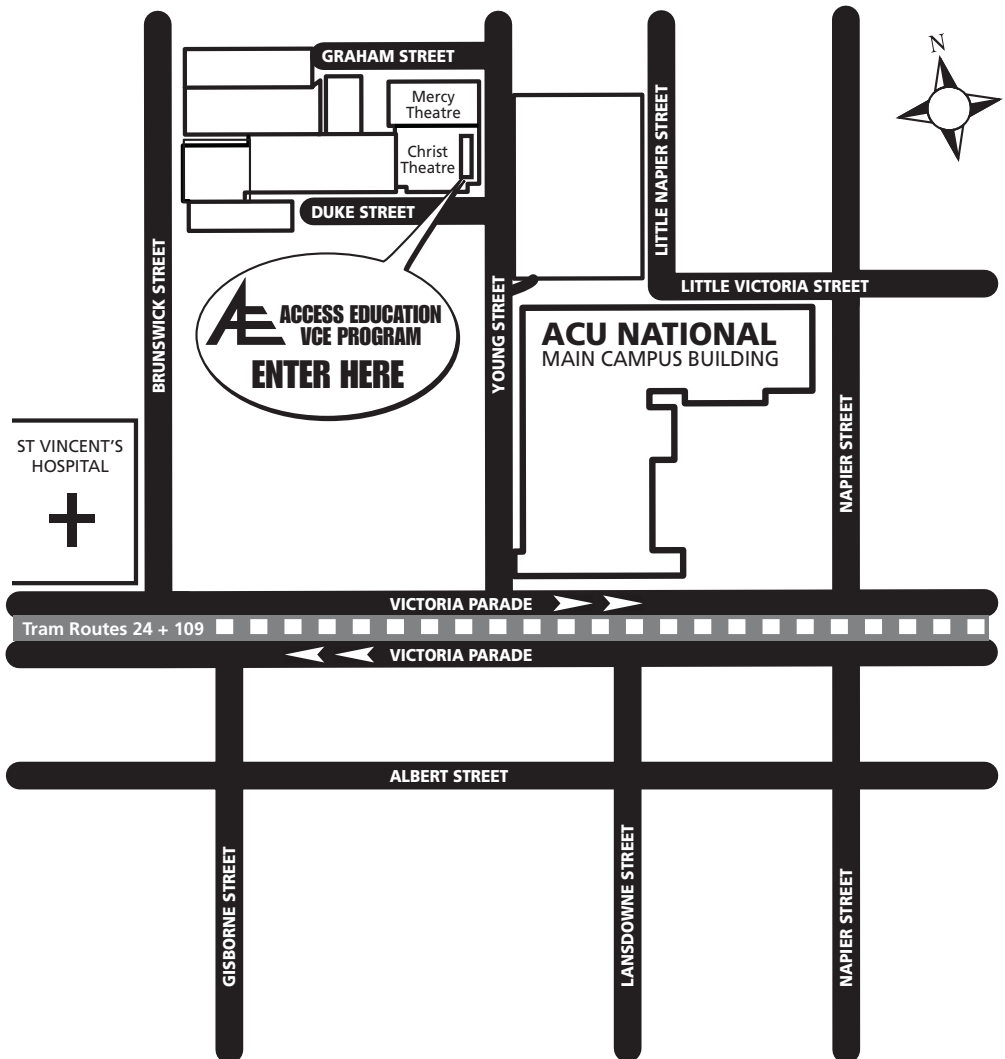 N
GRAHAM STREET
Mercy
Theatre
Christ
Theatre
DUKE STREET
LITTLE NAPIER STREET
BRUNSWICK STREET
YOUNG STREET
LITTLE VICTORIA STREET
AE ACCESS EDUCATION
VCE PROGRAM
ENTER HERE
ACU NATIONAL
MAIN CAMPUS BUILDING
NAPIER STREET
ST VINCENT'S
HOSPITAL
VICTORIA PARADE
Tram Routes 24 + 109
VICTORIA PARADE
ALBERT STREET
GISBORNE STREET
LANSDOWNE STREET
NAPIER STREET